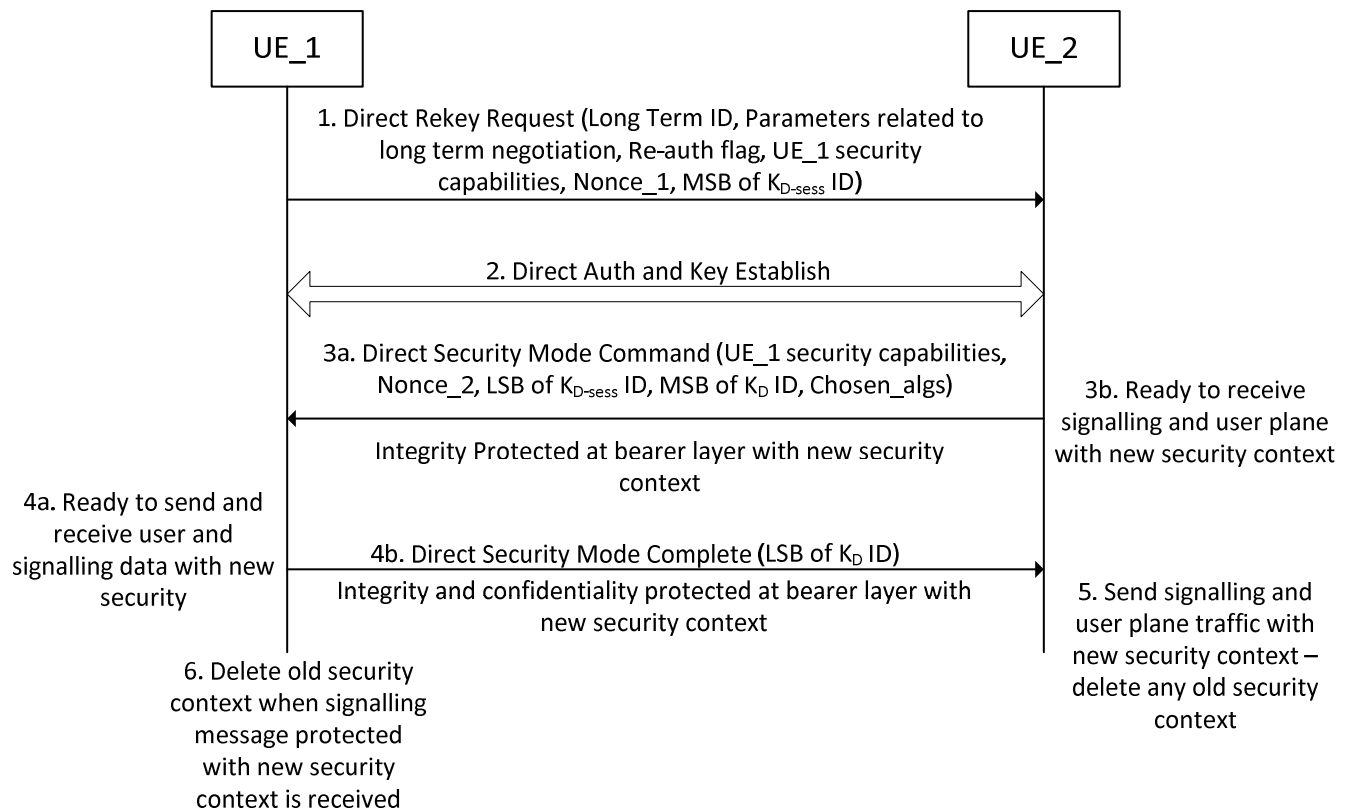 UE_1
UE_2
1. Direct Rekey Request (Long Term ID, Parameters related to
long term negotiation, Re-auth flag, UE_1 security
capabilities, Nonce_1, MSB of K_D-sess ID)
2. Direct Auth and Key Establish
3a. Direct Security Mode Command (UE_1 security capabilities,
Nonce_2, LSB of K_D-sess ID, MSB of K_D ID, Chosen_algs)
Integrity Protected at bearer layer with new security
context
3b. Ready to receive
signalling and user plane
with new security context
4a. Ready to send and
receive user and
signalling data with new
security
4b. Direct Security Mode Complete (LSB of K_D ID)
Integrity and confidentiality protected at bearer layer with
new security context
5. Send signalling and
user plane traffic with
new security context –
delete any old security
context
6. Delete old security
context when signalling
message protected
with new security
context is received